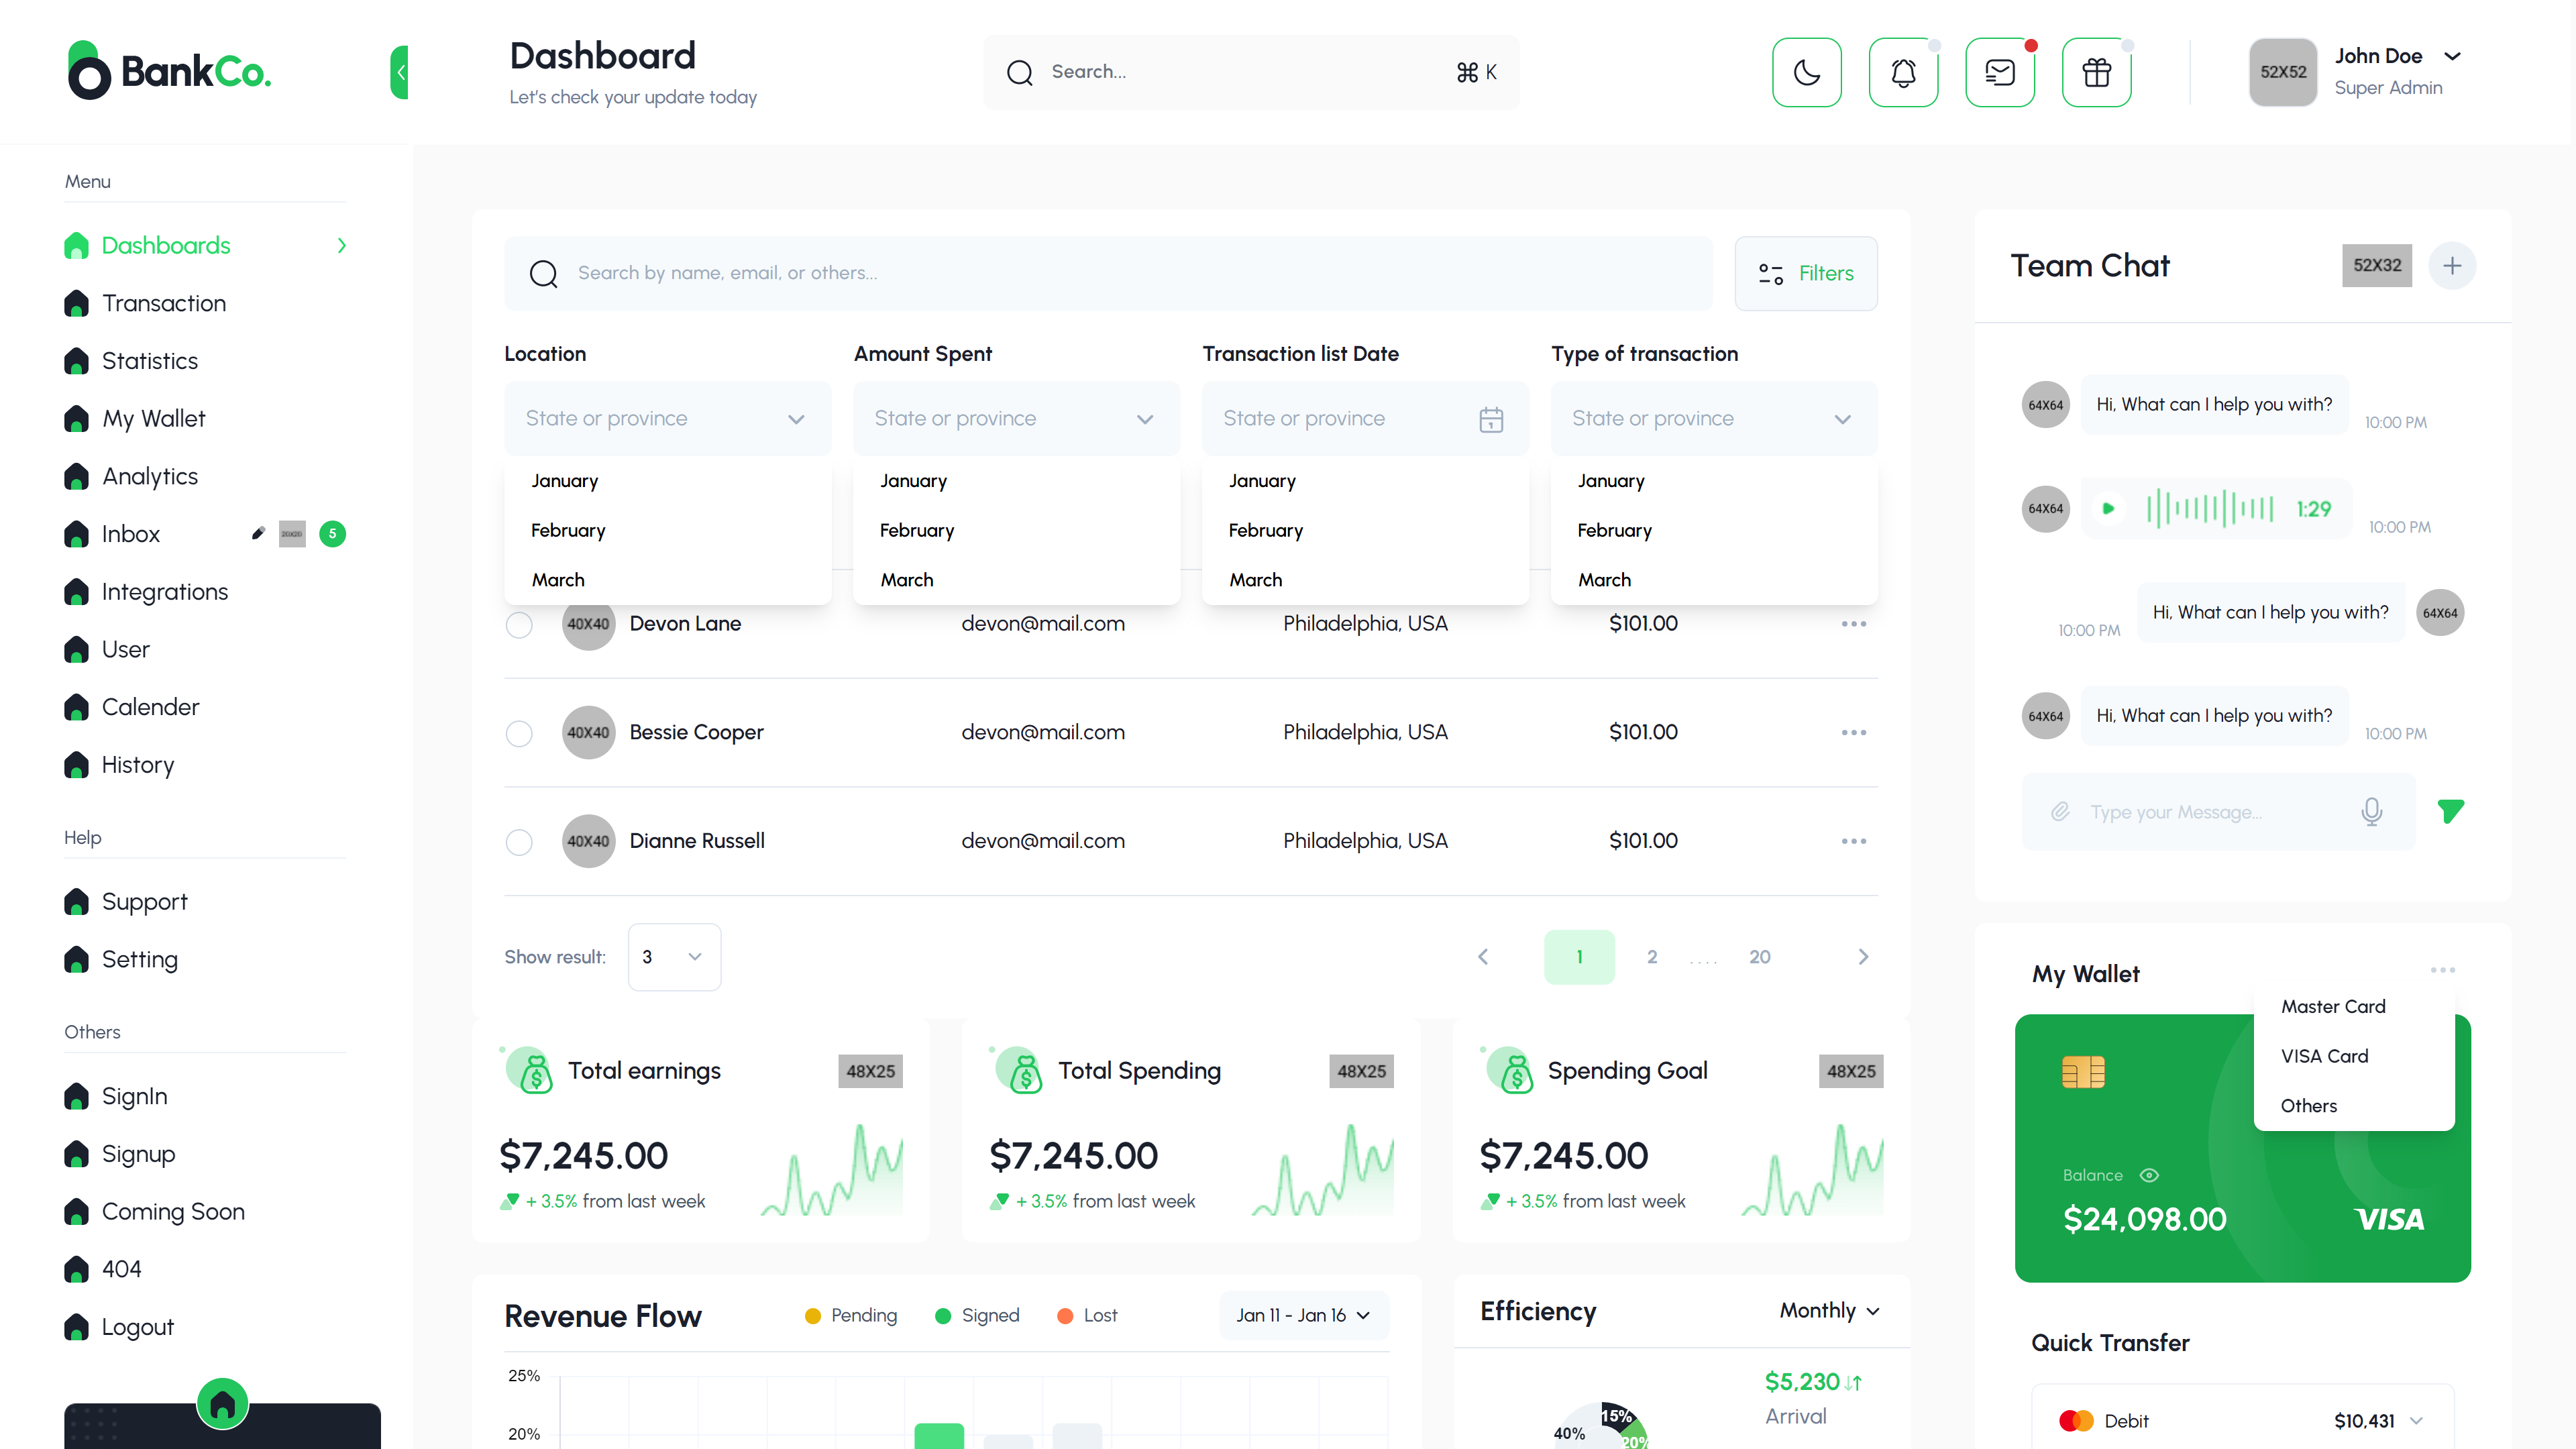 BankCo.
Dashboard
Let's check your update today
Search...
⌘ K
52X52
John Doe
Super Admin
Menu
Dashboards
Transaction
Statistics
My Wallet
Analytics
Inbox
20X20
5
Integrations
User
Calender
History
Help
Support
Setting
Others
SignIn
Signup
Coming Soon
404
Logout
Search by name, email, or others...
Filters
Location
Amount Spent
Transaction list Date
Type of transaction
State or province
State or province
State or province
1
State or province
January
January
January
January
February
February
February
February
March
March
March
March
40X40 Devon Lane devon@mail.com Philadelphia, USA $101.00
40X40 Bessie Cooper devon@mail.com Philadelphia, USA $101.00
40X40 Dianne Russell devon@mail.com Philadelphia, USA $101.00
Show result: 3
1 2 .... 20
Total earnings
48X25
$7,245.00
+ 3.5% from last week
Total Spending
48X25
$7,245.00
+ 3.5% from last week
Spending Goal
48X25
$7,245.00
+ 3.5% from last week
Revenue Flow
Pending
Signed
Lost
Jan 11 - Jan 16
25%
20%
Efficiency
Monthly
$5,230
Arrival
15%
40%
20%
Team Chat
52X32
64X64
Hi, What can I help you with?
10:00 PM
64X64
1:29
10:00 PM
10:00 PM
Hi, What can I help you with?
64X64
64X64
Hi, What can I help you with?
10:00 PM
Type your Message...
My Wallet
Master Card
VISA Card
Others
Balance
$24,098.00
VISA
Quick Transfer
Debit
$10,431